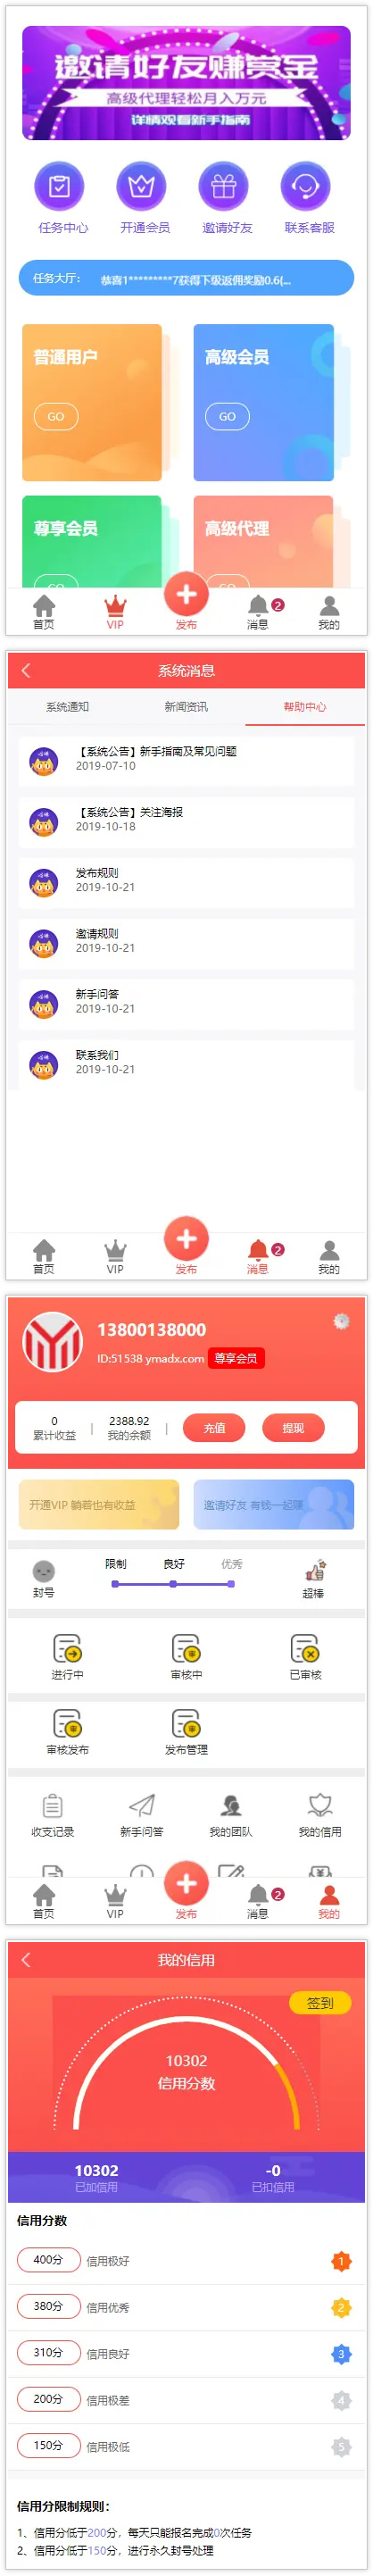 邀请好友赚赏金
高级代理轻松月入万元
详情观看新手指南
任务中心 开通会员 邀请好友 联系客服
任务大厅： 恭喜1*********7获得下级返佣奖励0.6(...
普通用户 高级会员
GO GO
尊享会员 高级代理
GO GO
首页 VIP 发布 消息 2 我的
系统消息
系统通知 新闻资讯 帮助中心
【系统公告】新手指南及常见问题
2019-07-10
【系统公告】关注海报
2019-10-18
发布规则
2019-10-21
邀请规则
2019-10-21
新手问答
2019-10-21
联系我们
2019-10-21
首页 VIP 发布 消息 2 我的
13800138000
ID:51538 ymadx.com 尊享会员
0 2388.92 充值 提现
累计收益 我的余额
开通VIP 躺着也有收益 邀请好友 有钱一起赚
限制 良好 优秀
封号 超棒
进行中 审核中 已审核
审核发布 发布管理
收支记录 新手问答 我的团队 我的信用
首页 VIP 发布 消息 2 我的
我的信用
签到
10302
信用分数
10302 -0
已加信用 已扣信用
信用分数
400分 信用极好 1
380分 信用优秀 2
310分 信用良好 3
200分 信用极差 4
150分 信用极低 5
信用分限制规则：
1、信用分低于200分，每天只能报名完成0次任务
2、信用分低于150分，进行永久封号处理